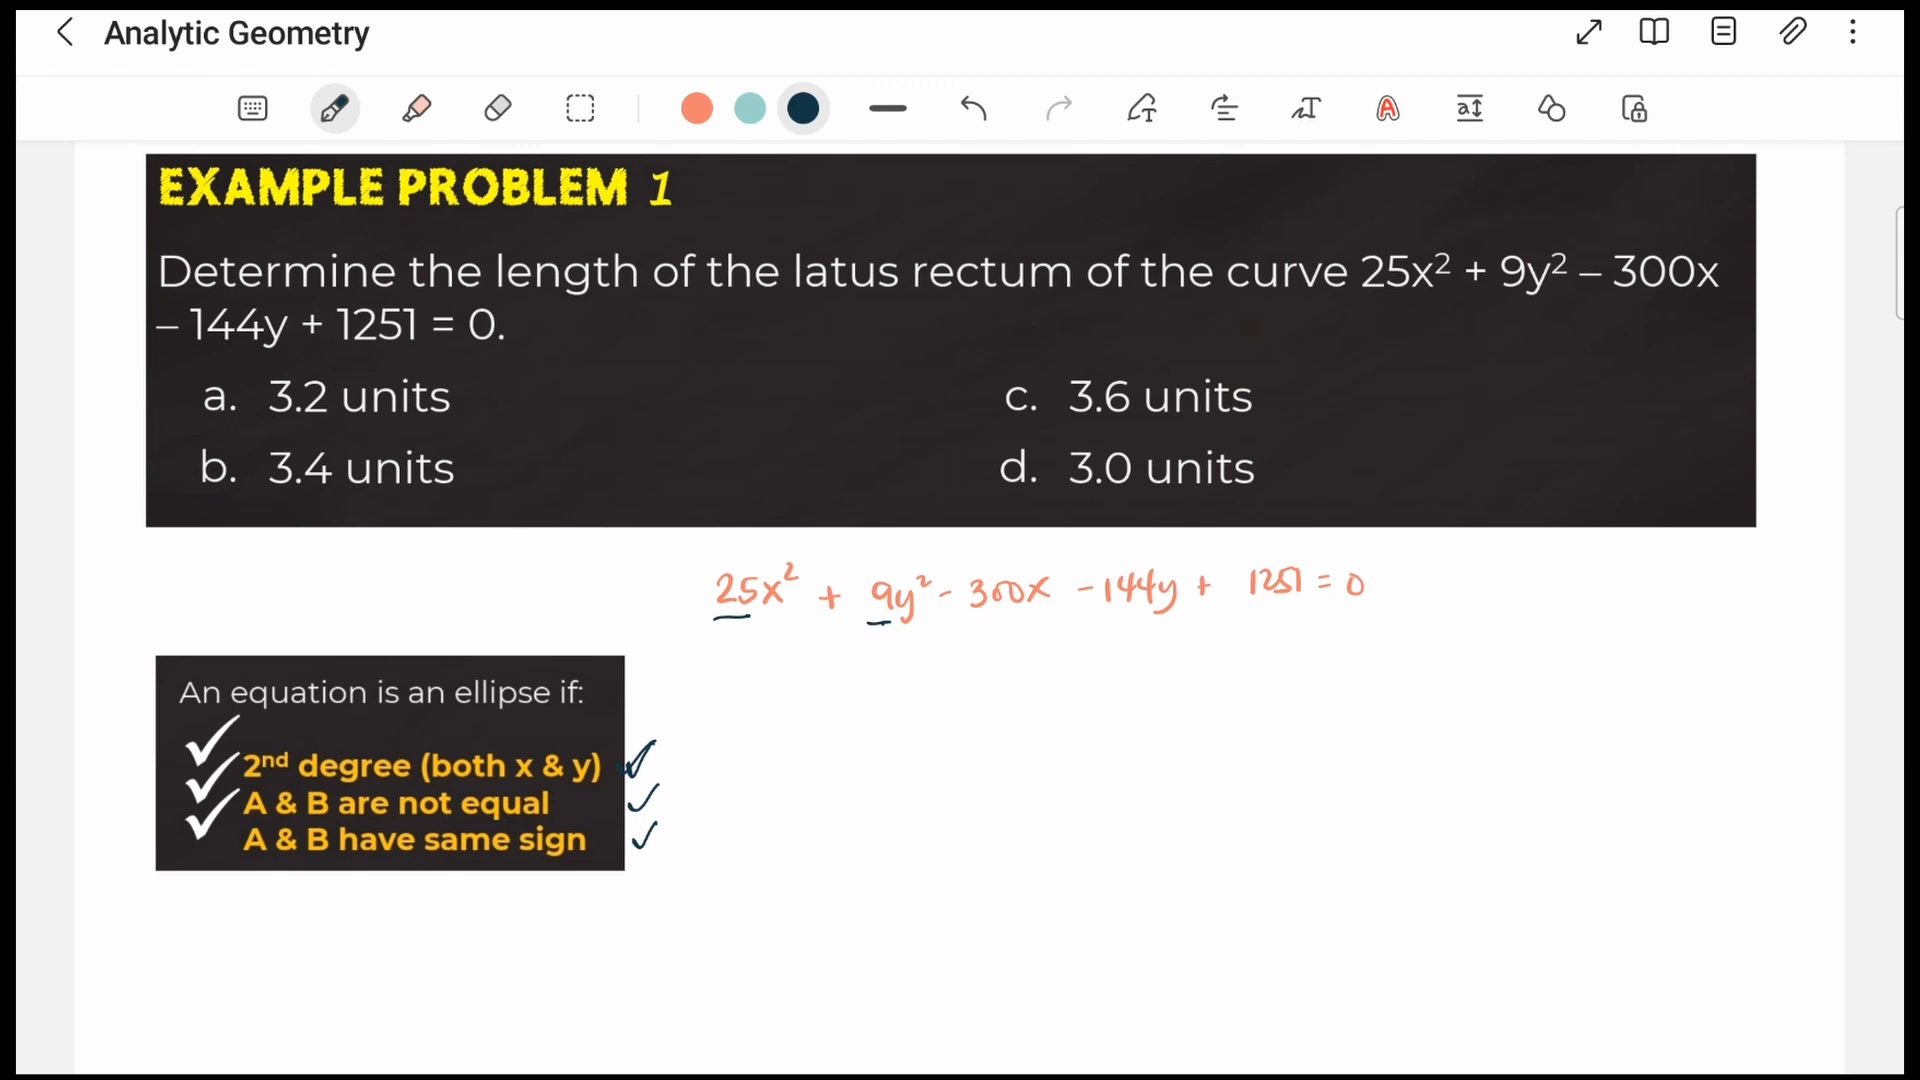 Analytic Geometry
EXAMPLE PROBLEM 1
Determine the length of the latus rectum of the curve 25x² + 9y² – 300x
– 144y + 1251 = 0.
a. 3.2 units
c. 3.6 units
b. 3.4 units
d. 3.0 units
25x² + 9y² - 300x - 144y + 1251 = 0
An equation is an ellipse if:
✓ 2nd degree (both x & y) ✓
✓ A & B are not equal ✓
✓ A & B have same sign ✓